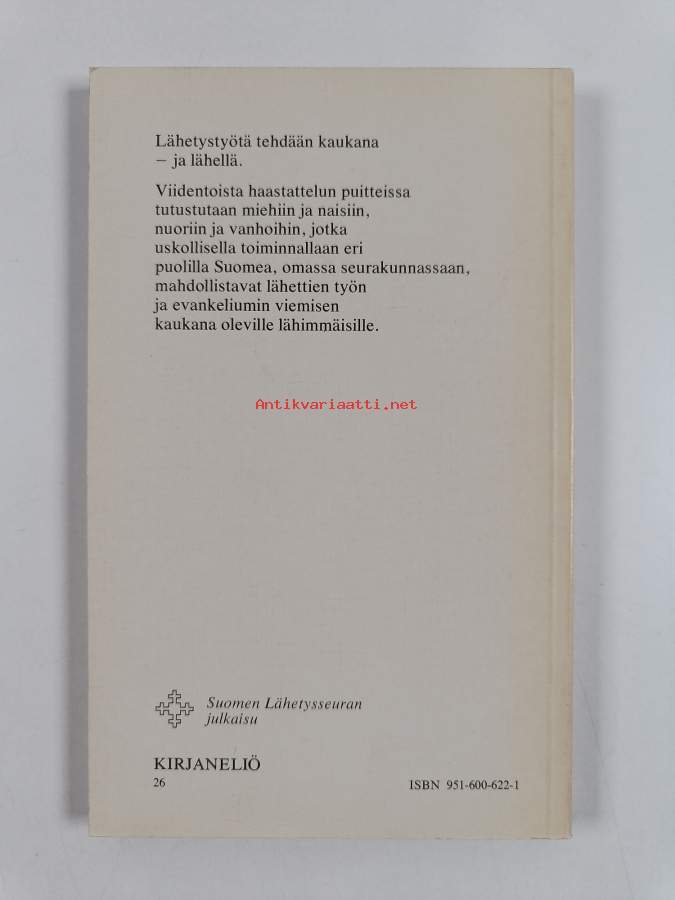 Lähetystyötä tehdään kaukana
– ja lähellä.
Viidentoista haastattelun puitteissa
tutustutaan miehiin ja naisiin,
nuoriin ja vanhoihin, jotka
uskollisella toiminnallaan eri
puolilla Suomea, omassa seurakunnassaan,
mahdollistavat lähettien työn
ja evankeliumin viemisen
kaukana oleville lähimmäisille.
Antikvariaatti.net
Suomen Lähetysseuran
julkaisu
KIRJANELIÖ
26
ISBN 951-600-622-1